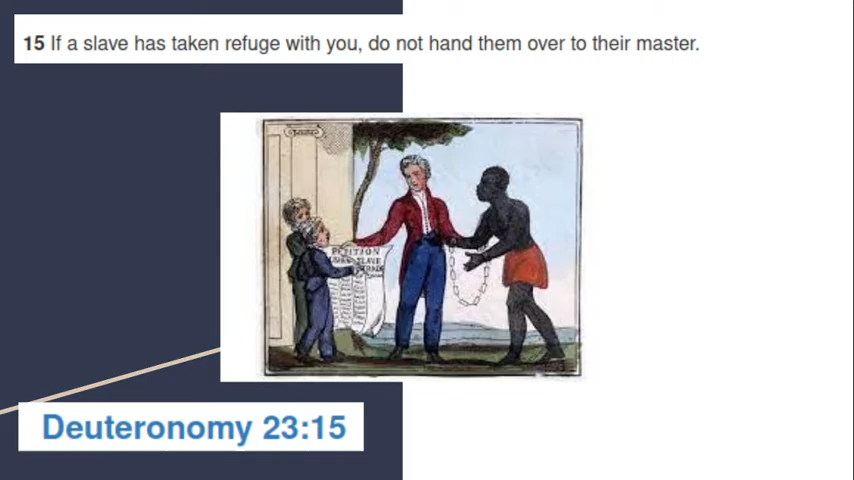 15 If a slave has taken refuge with you, do not hand them over to their master.
PETITION
SLAVE
TRADE
Deuteronomy 23:15